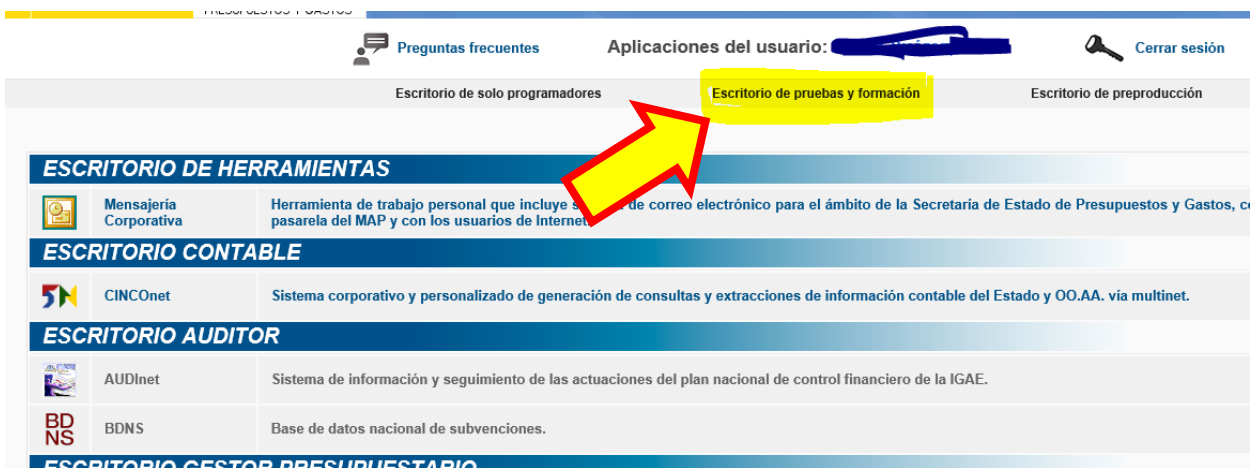 PRESUPUESTOS Y GASTOS
Preguntas frecuentes
Aplicaciones del usuario:
Cerrar sesión
Escritorio de solo programadores
Escritorio de pruebas y formación
Escritorio de preproducción
ESCRITORIO DE HERRAMIENTAS
Mensajería
Corporativa
Herramienta de trabajo personal que incluye de correo electrónico para el ámbito de la Secretaría de Estado de Presupuestos y Gastos,
pasarela del MAP y con los usuarios de Internet.
ESCRITORIO CONTABLE
CINCOnet
Sistema corporativo y personalizado de generación de consultas y extracciones de información contable del Estado y OO.AA. vía multinet.
ESCRITORIO AUDITOR
AUDInet
Sistema de información y seguimiento de las actuaciones del plan nacional de control financiero de la IGAE.
BD
NS
BDNS
Base de datos nacional de subvenciones.
ESCRITORIO GESTOR PRESUPUESTARIO